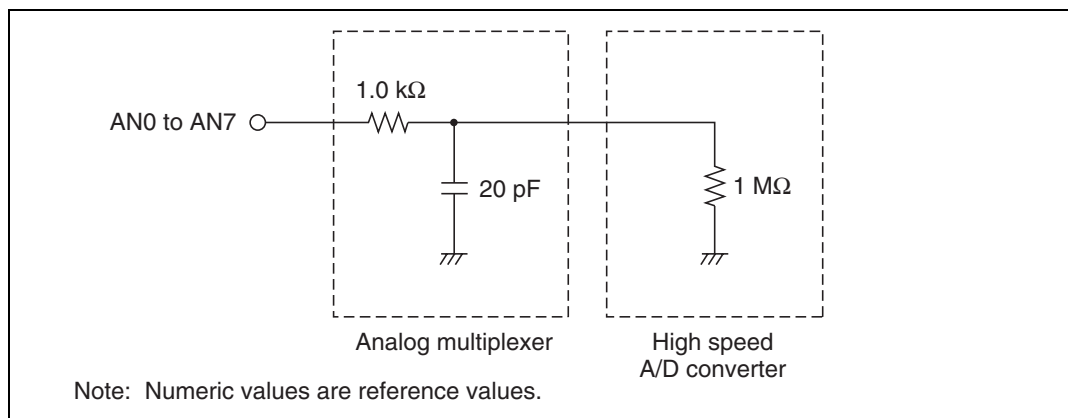 1.0 kΩ
AN0 to AN7
20 pF
1 MΩ
Analog multiplexer
High speed
A/D converter
Note: Numeric values are reference values.